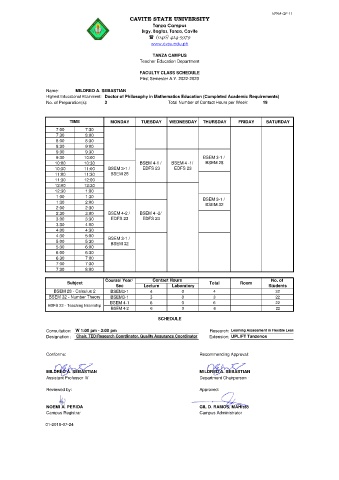 CAVITE STATE UNIVERSITY
Tanza Campus
Brgy. Bagtas, Tanza, Cavite
☎ (046) 414-3979
www.cvsu.edu.ph
TANZA CAMPUS
Teacher Education Department
FACULTY CLASS SCHEDULE
First Semester A.Y. 2022-2023
Name: MILDRED A. SEBASTIAN
Highest Educational Attainment: Doctor of Philosophy in Mathematics Education (Completed Academic Requirements)
No. of Preparation(s): 3 Total Number of Contact Hours per Week: 19
TIME MONDAY TUESDAY WEDNESDAY THURSDAY FRIDAY SATURDAY
7:00 7:30
7:30 8:00
8:00 8:30
8:30 9:00
9:00 9:30
9:30 10:00
10:00 10:30
10:30 11:00
11:00 11:30
11:30 12:00
12:00 12:30
12:30 1:00
1:00 1:30
1:30 2:00
2:00 2:30
2:30 3:00
3:00 3:30
3:30 4:00
4:00 4:30
4:30 5:00
5:00 5:30
5:30 6:00
6:00 6:30
6:30 7:00
7:00 7:30
7:30 8:00
BSEM 3-1 /
BSEM 25
BSEM 4-1 /
EDFS 23
BSEM 4-1 /
EDFS 23
BSEM 3-1 /
BSEM 25
BSEM 3-1 /
BSEM 32
BSEM 4-2 /
EDFS 23
BSEM 4-2 /
EDFS 23
BSEM 3-1 /
BSEM 32
Subject Course/ Year/ Sec Contact Hours Total Room No. of Students
Lecture Laboratory
BSEM 25 - Calculus 2 BSEM3-1 4 0 4 22
BSEM 32 - Number Theory BSEM3-1 3 0 3 22
EDFS 23 - Teaching Internship BSEM 4-1 6 0 6
BSEM 4-2 6 0 6
SCHEDULE
Consultation: W 1:00 pm - 3:00 pm Research: Learning Assessment in Flexible Lear
Designation: Chair, TED Research Coordinator, Quality Assurance Coordinator Extension: UPLIFT Tanzenos
Conforme: Recommending Approval:
MILDRED A. SEBASTIAN MILDRED A. SEBASTIAN
Assistant Professor IV Department Chairperson
Reviewed by: Approved:
NOEMI A. PERIDA GIL D. RAMOS, MAHESS
Campus Registrar Campus Administrator